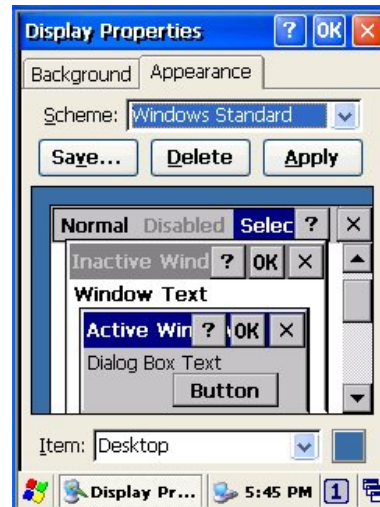 Display Properties ? OK ×
Background Appearance
Scheme: Windows Standard
Save... Delete Apply
Normal Disabled Selec ? ×
Inactive Wind ? OK ×
Window Text
Active Win ? OK ×
Dialog Box Text
Button
Item: Desktop
Display Pr... 5:45 PM 1